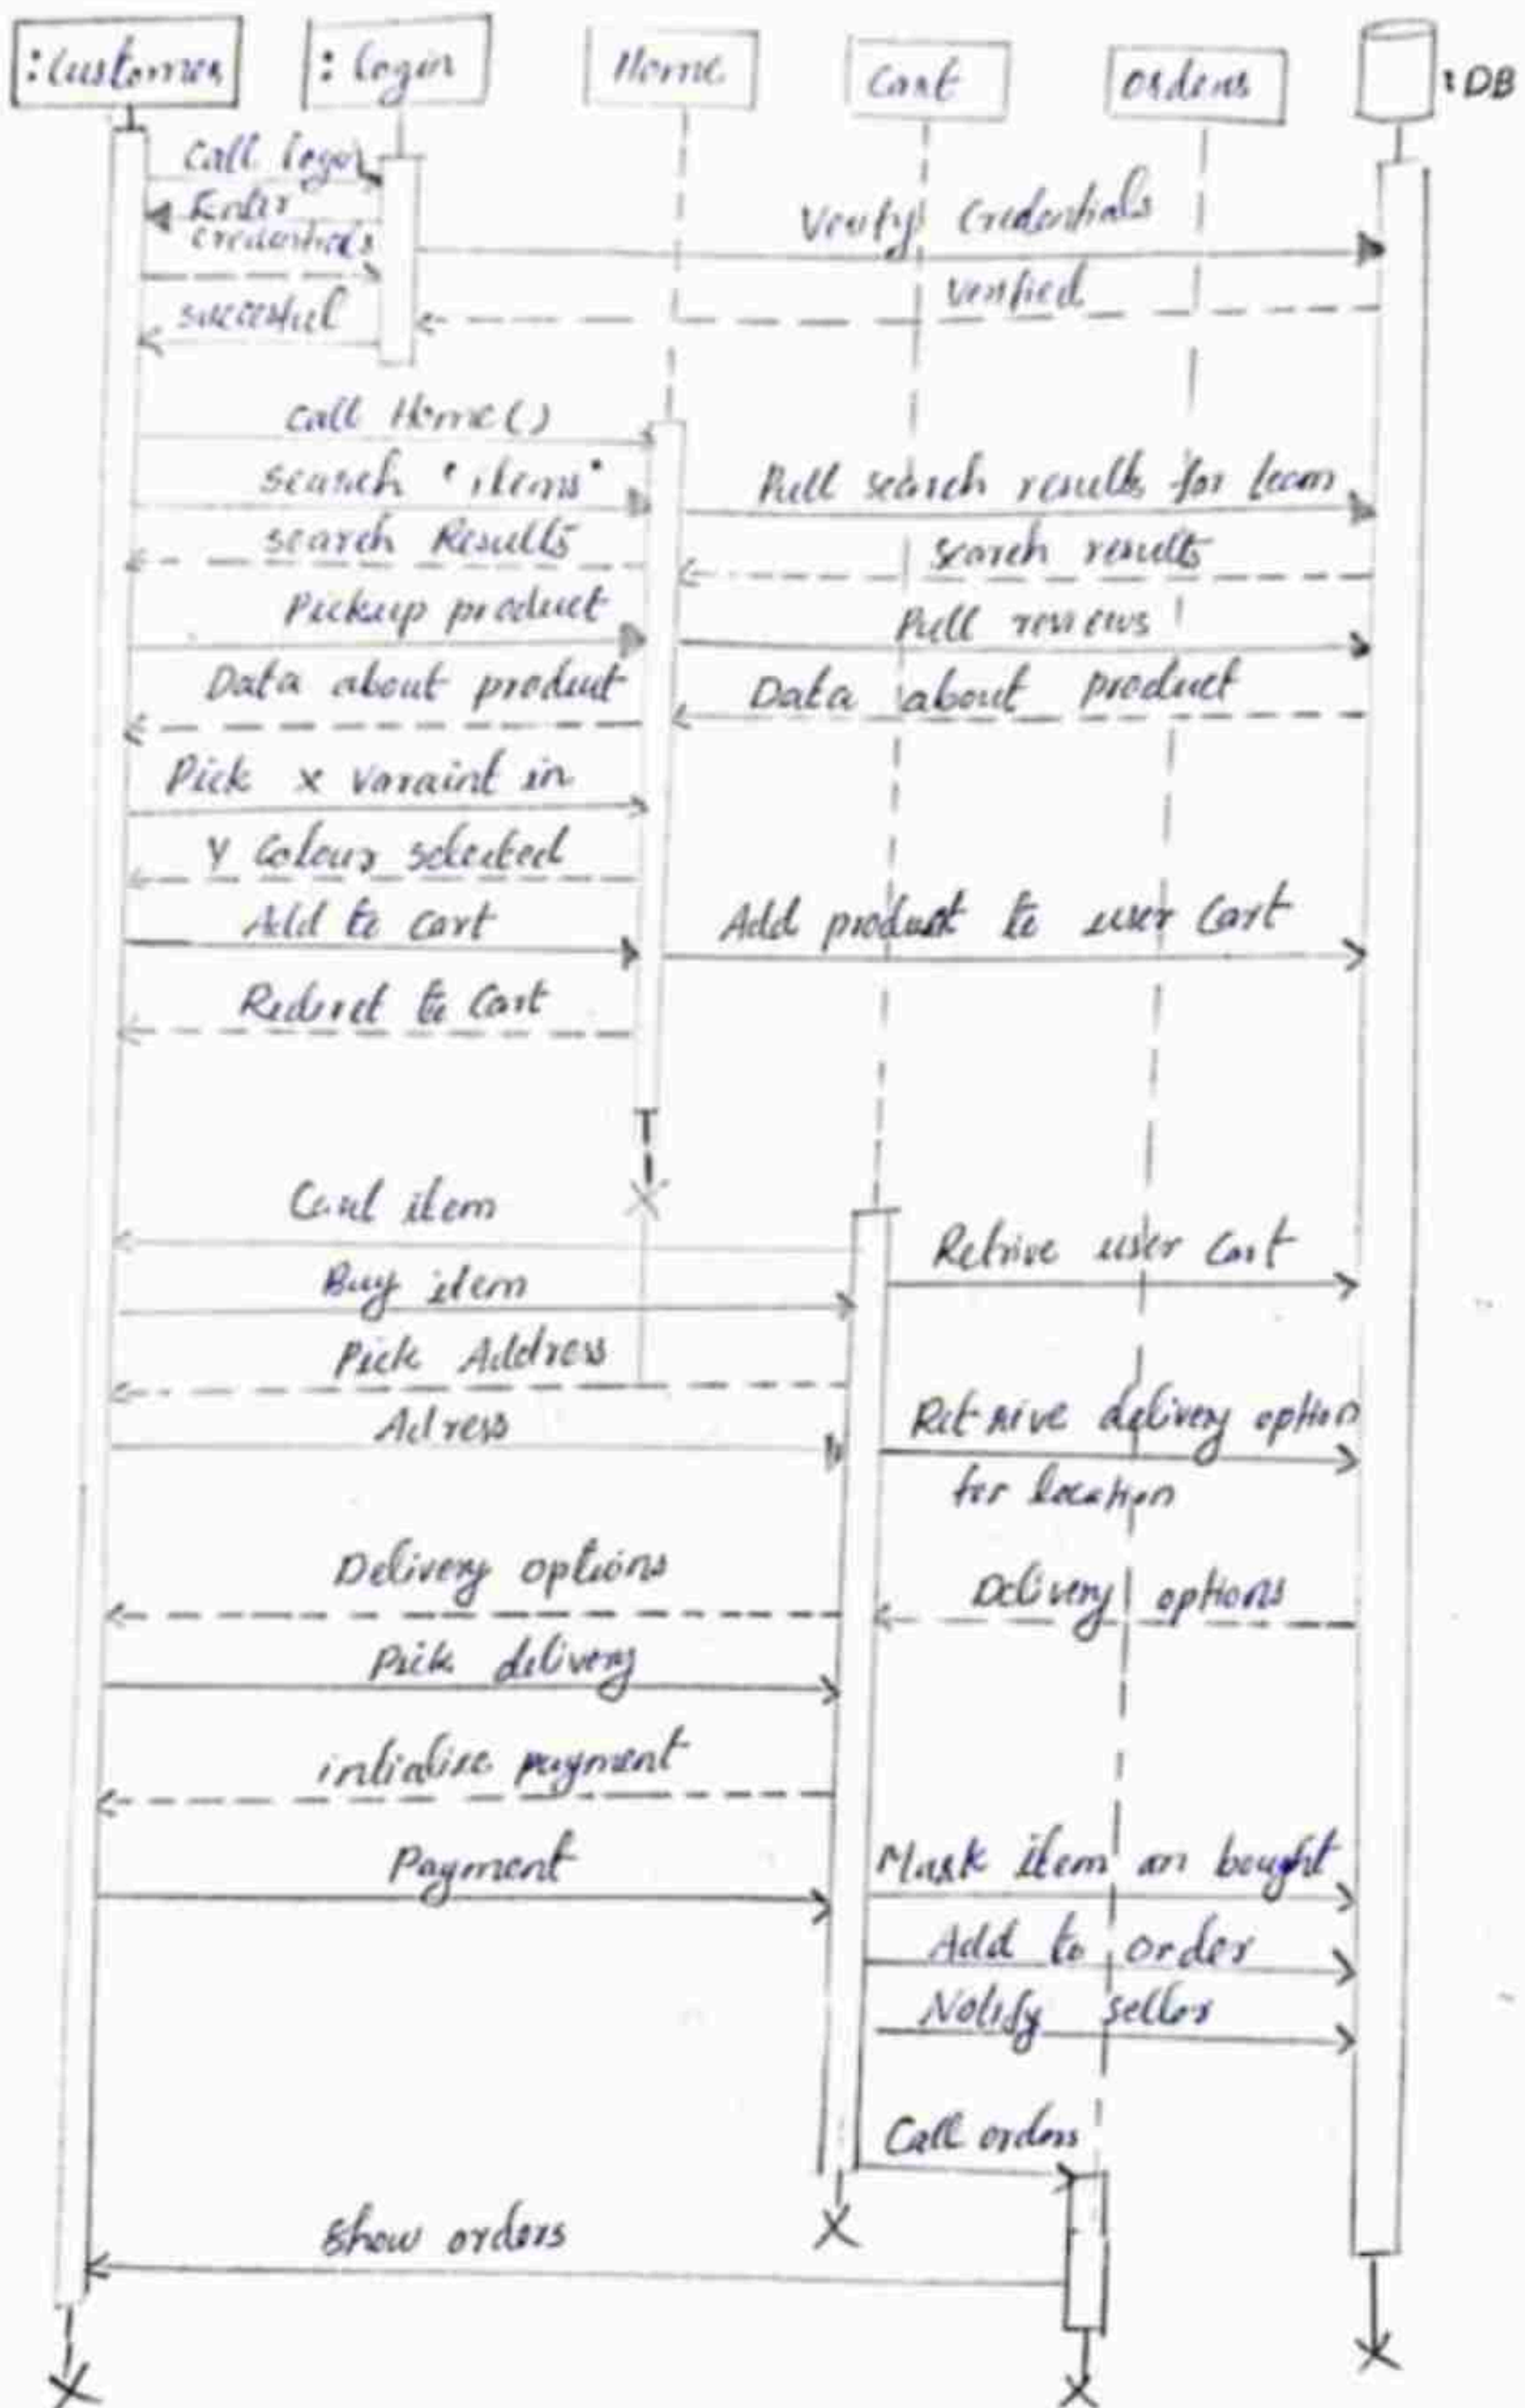 :Customer
: login
Home
Cart
Orders
:DB
Call login
Enter
credentials
Verify Credentials
Verified
successful
call Home()
search "items"
Pull search results for
search Results
search results
Pickup product
Pull reviews
Data about product
Data about product
Pick x varaint in
Y Colour selected
Add to cart
Add product to user Cart
Redirect to Cart
item
Retrive user Cart
Buy item
Pick Address
Adress
Retrive delivery option
for location
Delivery options
Delivery options
Pick delivery
intialize payment
Payment
Mark item an bought
Add to order
Notify seller
Call orders
Show orders